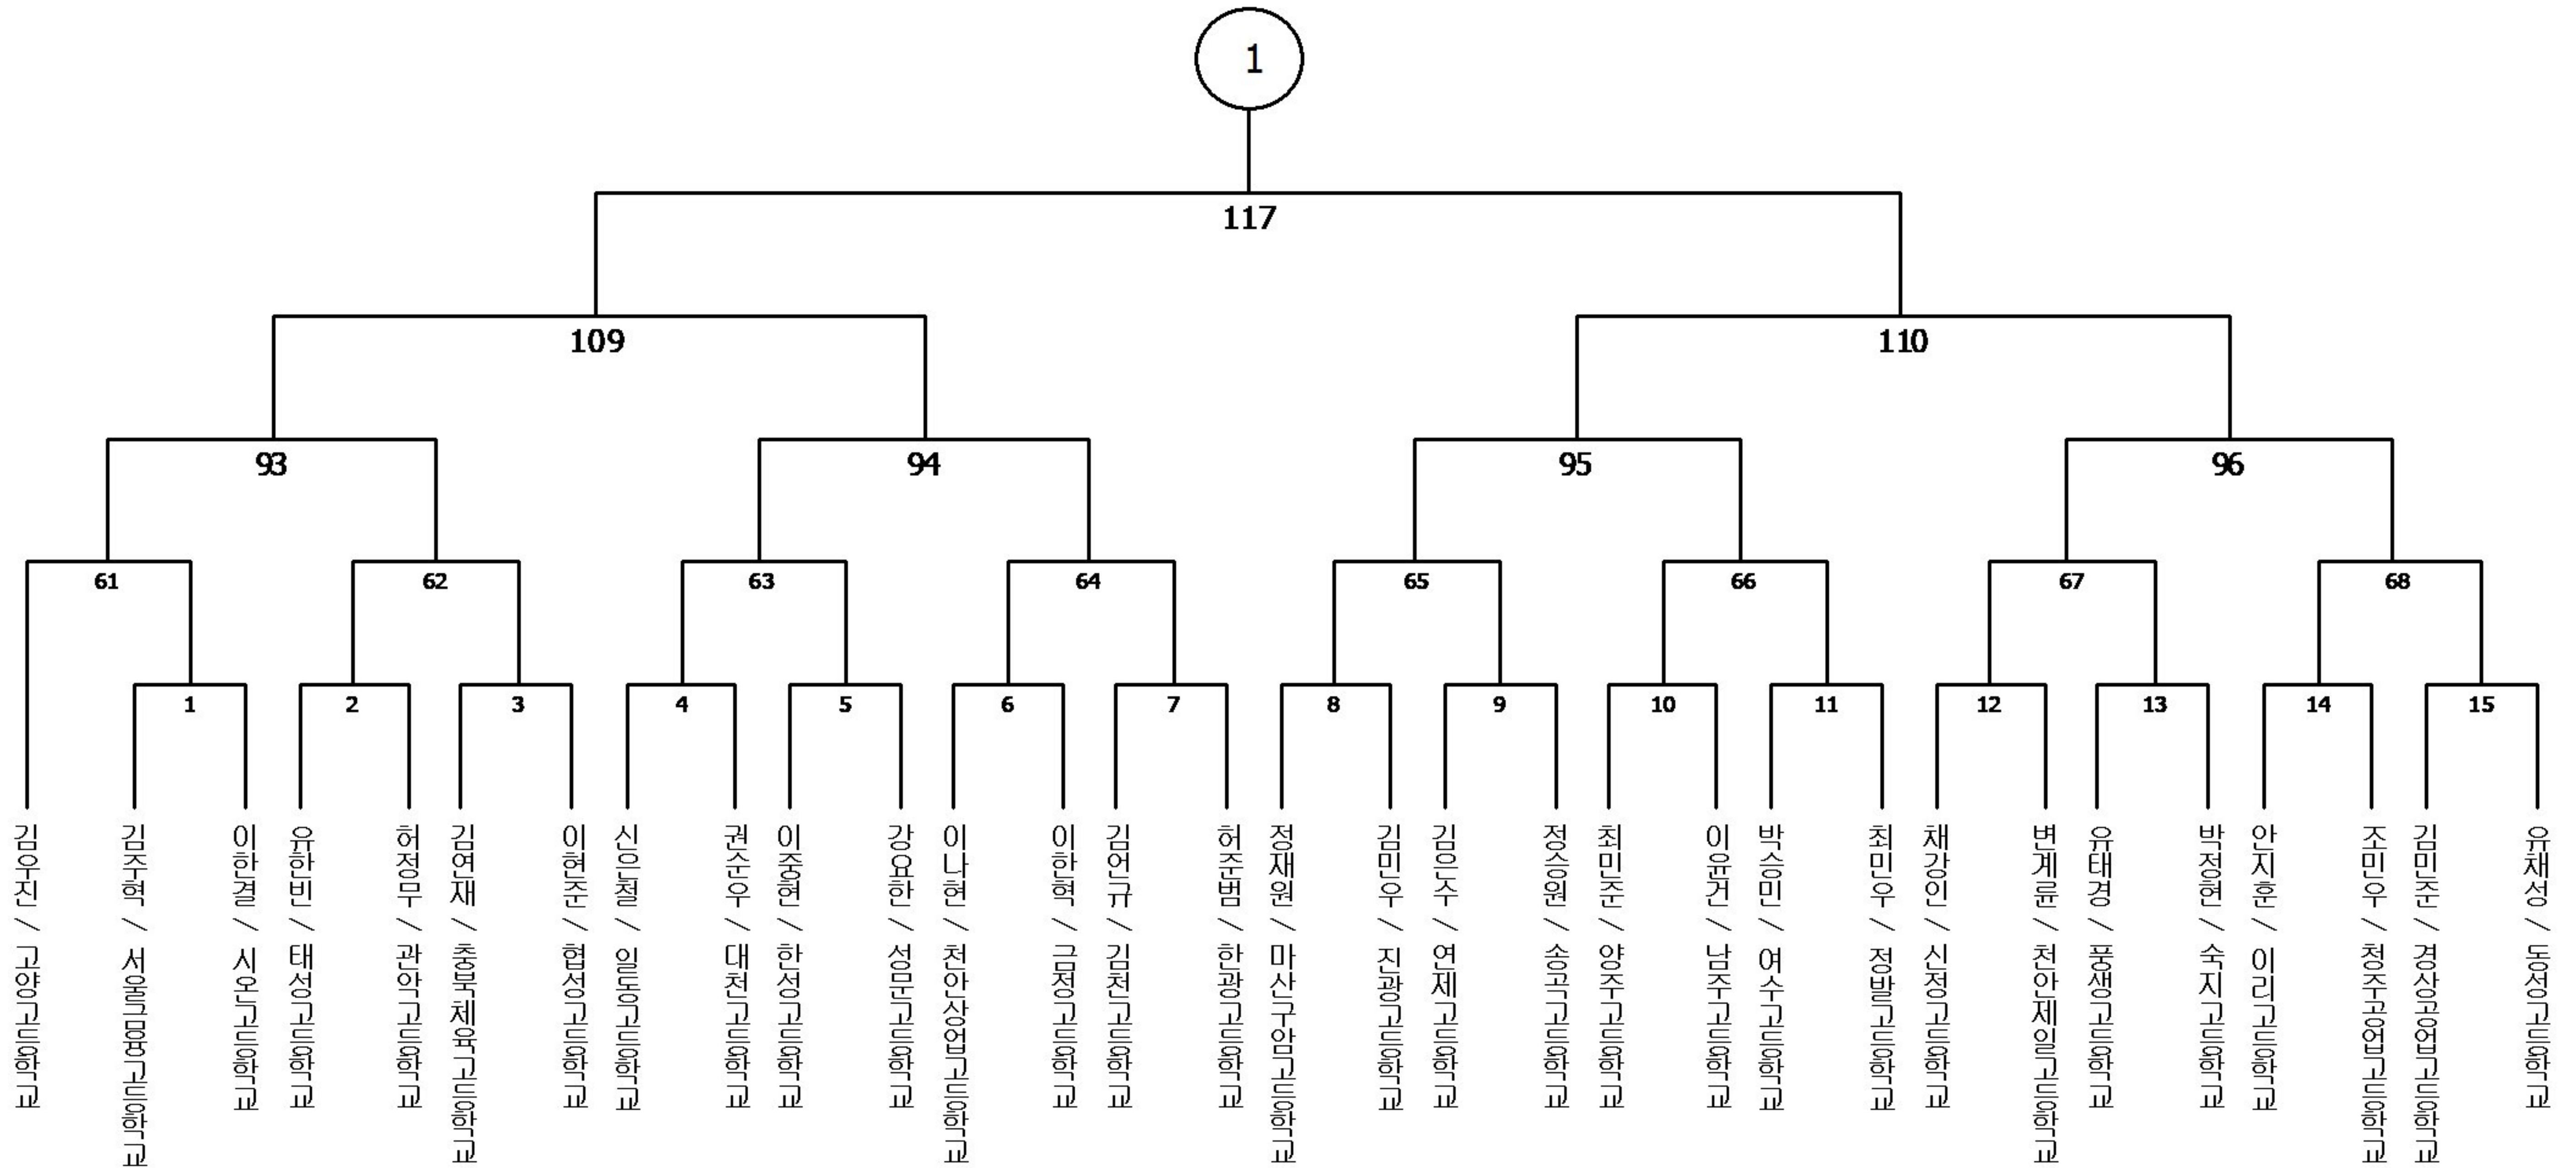 1
117
109 110
93 94 95 96
61 62 63 64 65 66 67 68
1 2 3 4 5 6 7 8 9 10 11 12 13 14 15
김우진 / 고양고등학교
김주혁 / 서울금융고등학교
이한결 / 시온고등학교
유한빈 / 태성고등학교
허정무 / 관악고등학교
김연재 / 충북체육고등학교
이현준 / 협성고등학교
신은철 / 일동고등학교
권순우 / 대천고등학교
이중현 / 한성고등학교
강요한 / 성문고등학교
이나현 / 천안상업고등학교
이한혁 / 금정고등학교
김언규 / 김천고등학교
허준범 / 한광고등학교
정재원 / 마산구암고등학교
김민우 / 진광고등학교
김은수 / 연제고등학교
정승원 / 송곡고등학교
최민준 / 양주고등학교
이윤건 / 남주고등학교
박승민 / 여수고등학교
최민우 / 정발고등학교
채강인 / 신정고등학교
변계륜 / 천안제일고등학교
유태경 / 풍생고등학교
박정현 / 숙지고등학교
안지훈 / 이리고등학교
조민우 / 청주공업고등학교
김민준 / 경상공업고등학교
유채성 / 동성고등학교